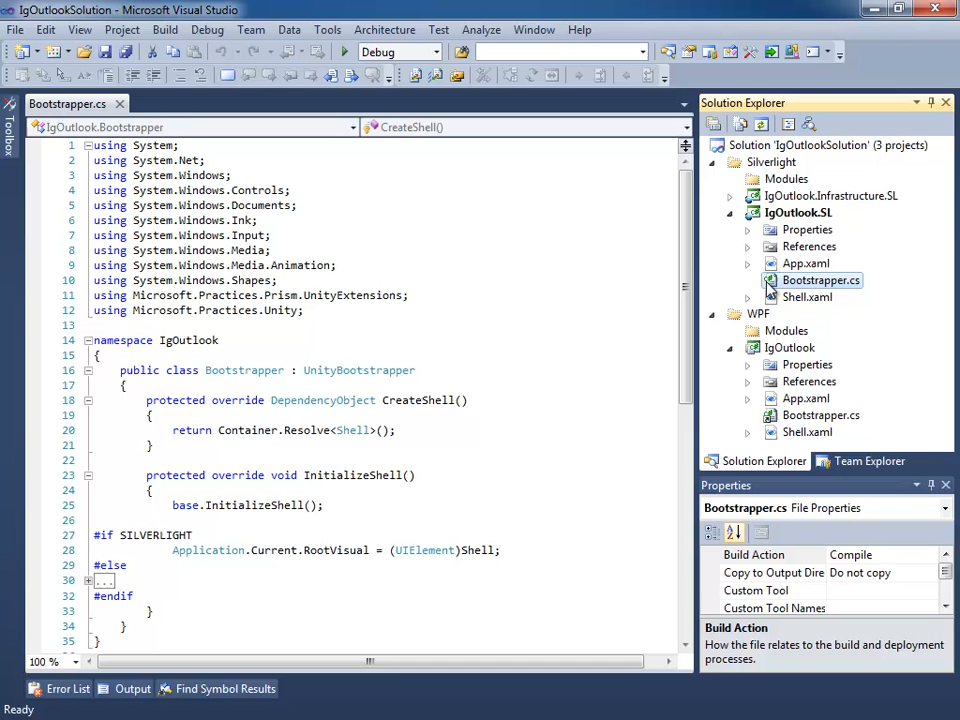 IgOutlookSolution - Microsoft Visual Studio
File Edit View Project Build Debug Team Data Tools Architecture Test Analyze Window Help
Debug
Toolbox
Bootstrapper.cs
IgOutlook.Bootstrapper CreateShell()
1 using System;
2 using System.Net;
3 using System.Windows;
4 using System.Windows.Controls;
5 using System.Windows.Documents;
6 using System.Windows.Ink;
7 using System.Windows.Input;
8 using System.Windows.Media;
9 using System.Windows.Media.Animation;
10 using System.Windows.Shapes;
11 using Microsoft.Practices.Prism.UnityExtensions;
12 using Microsoft.Practices.Unity;
13
14 namespace IgOutlook
15 {
16 public class Bootstrapper : UnityBootstrapper
17 {
18 protected override DependencyObject CreateShell()
19 {
20 return Container.Resolve<Shell>();
21 }
22
23 protected override void InitializeShell()
24 {
25 base.InitializeShell();
26
27 #if SILVERLIGHT
28 Application.Current.RootVisual = (UIElement)Shell;
29 #else
30 ...
32 #endif
33 }
34 }
35 }
100 %
Error List Output Find Symbol Results
Ready
Solution Explorer
Solution 'IgOutlookSolution' (3 projects)
Silverlight
Modules
IgOutlook.Infrastructure.SL
IgOutlook.SL
Properties
References
App.xaml
Bootstrapper.cs
Shell.xaml
WPF
Modules
IgOutlook
Properties
References
App.xaml
Bootstrapper.cs
Shell.xaml
Solution Explorer Team Explorer
Properties
Bootstrapper.cs File Properties
Build Action Compile
Copy to Output Dire Do not copy
Custom Tool
Custom Tool Names
Build Action
How the file relates to the build and deployment
processes.